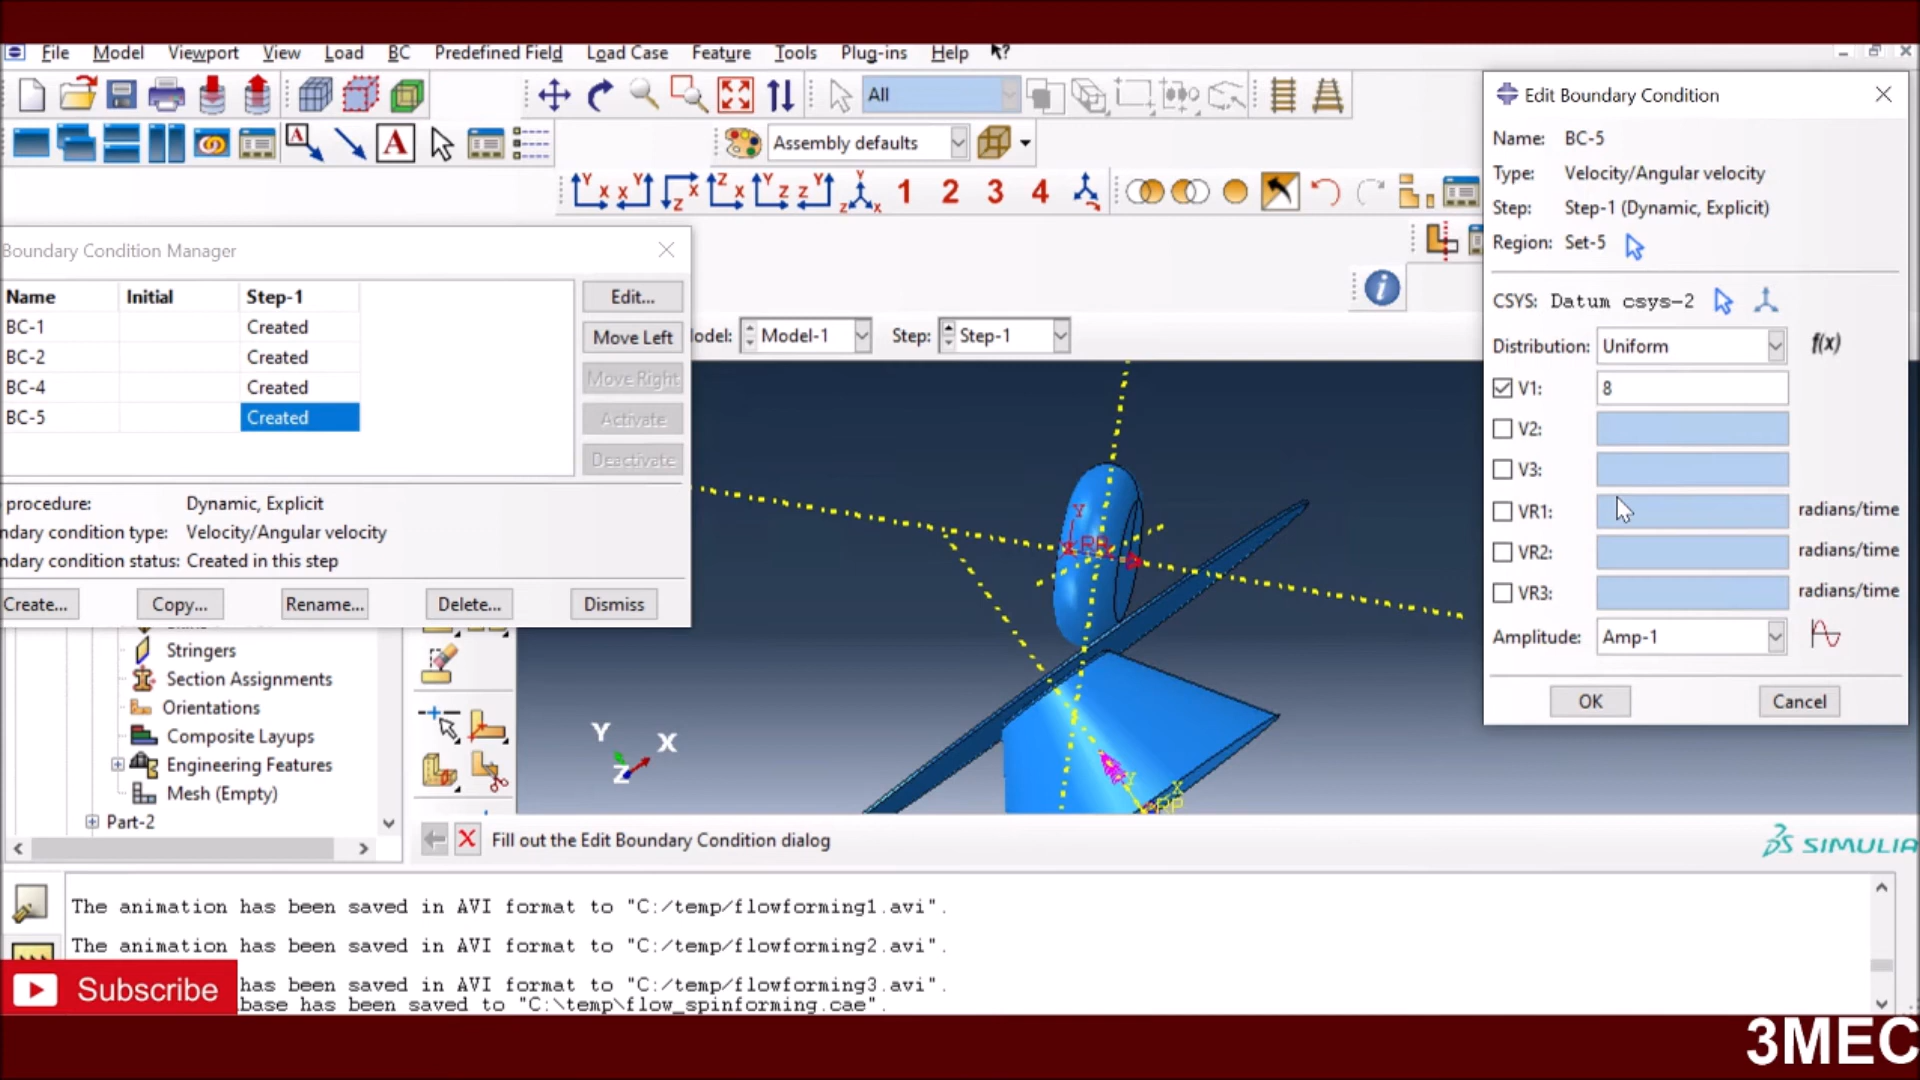 File Model Viewport View Load BC Predefined Field Load Case Feature Tools Plug-ins Help
All
Assembly defaults
1 2 3 4
Boundary Condition Manager
Name Initial Step-1
BC-1 Created
BC-2 Created
BC-4 Created
BC-5 Created
Edit...
Move Left
Move Right
Activate
Deactivate
procedure: Dynamic, Explicit
ndary condition type: Velocity/Angular velocity
ndary condition status: Created in this step
Create... Copy... Rename... Delete... Dismiss
odel: Model-1 Step: Step-1
Edit Boundary Condition
Name: BC-5
Type: Velocity/Angular velocity
Step: Step-1 (Dynamic, Explicit)
Region: Set-5
CSYS: Datum csys-2
Distribution: Uniform f(x)
V1: 8
V2:
V3:
VR1: radians/time
VR2: radians/time
VR3: radians/time
Amplitude: Amp-1
OK Cancel
Stringers
Section Assignments
Orientations
Composite Layups
Engineering Features
Mesh (Empty)
Part-2
Y
RP
Y X
Z
Y X
RP
Fill out the Edit Boundary Condition dialog
SIMULIA
The animation has been saved in AVI format to "C:/temp/flowforming1.avi".
The animation has been saved in AVI format to "C:/temp/flowforming2.avi".
has been saved in AVI format to "C:/temp/flowforming3.avi".
base has been saved to "C:\temp\flow_spinforming.cae".
Subscribe
3MEC